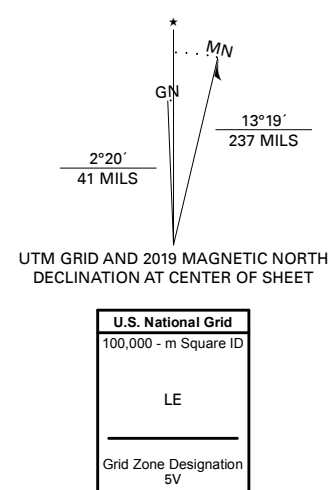 ★
MN
GN
13°19´
237 MILS
2°20´
41 MILS
UTM GRID AND 2019 MAGNETIC NORTH
DECLINATION AT CENTER OF SHEET
U.S. National Grid
100,000 - m Square ID
LE
Grid Zone Designation
5V